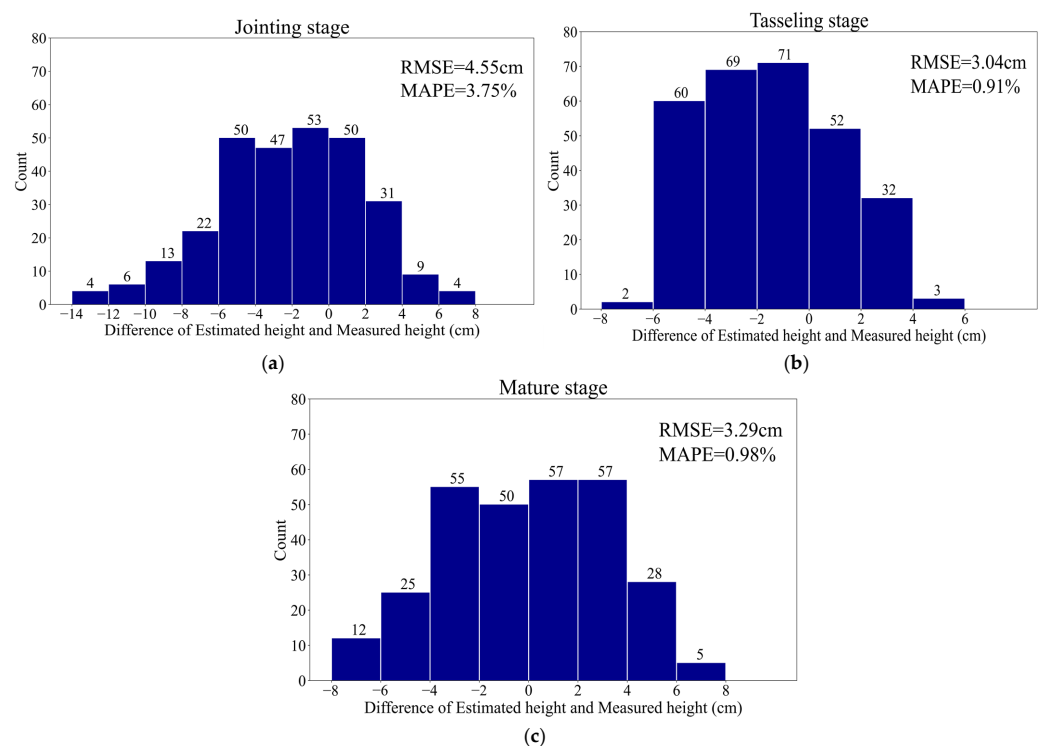 Jointing stage
80
70
60
50
40
30
20
10
0
Count
RMSE=4.55cm
MAPE=3.75%
4 6 13 22 50 47 53 50 31 9 4
−14 −12 −10 −8 −6 −4 −2 0 2 4 6 8
Difference of Estimated height and Measured height (cm)
(a)
Tasseling stage
80
70
60
50
40
30
20
10
0
Count
RMSE=3.04cm
MAPE=0.91%
2 60 69 71 52 32 3
−8 −6 −4 −2 0 2 4 6
Difference of Estimated height and Measured height (cm)
(b)
Mature stage
80
70
60
50
40
30
20
10
0
Count
RMSE=3.29cm
MAPE=0.98%
12 25 55 50 57 57 28 5
−8 −6 −4 −2 0 2 4 6 8
Difference of Estimated height and Measured height (cm)
(c)